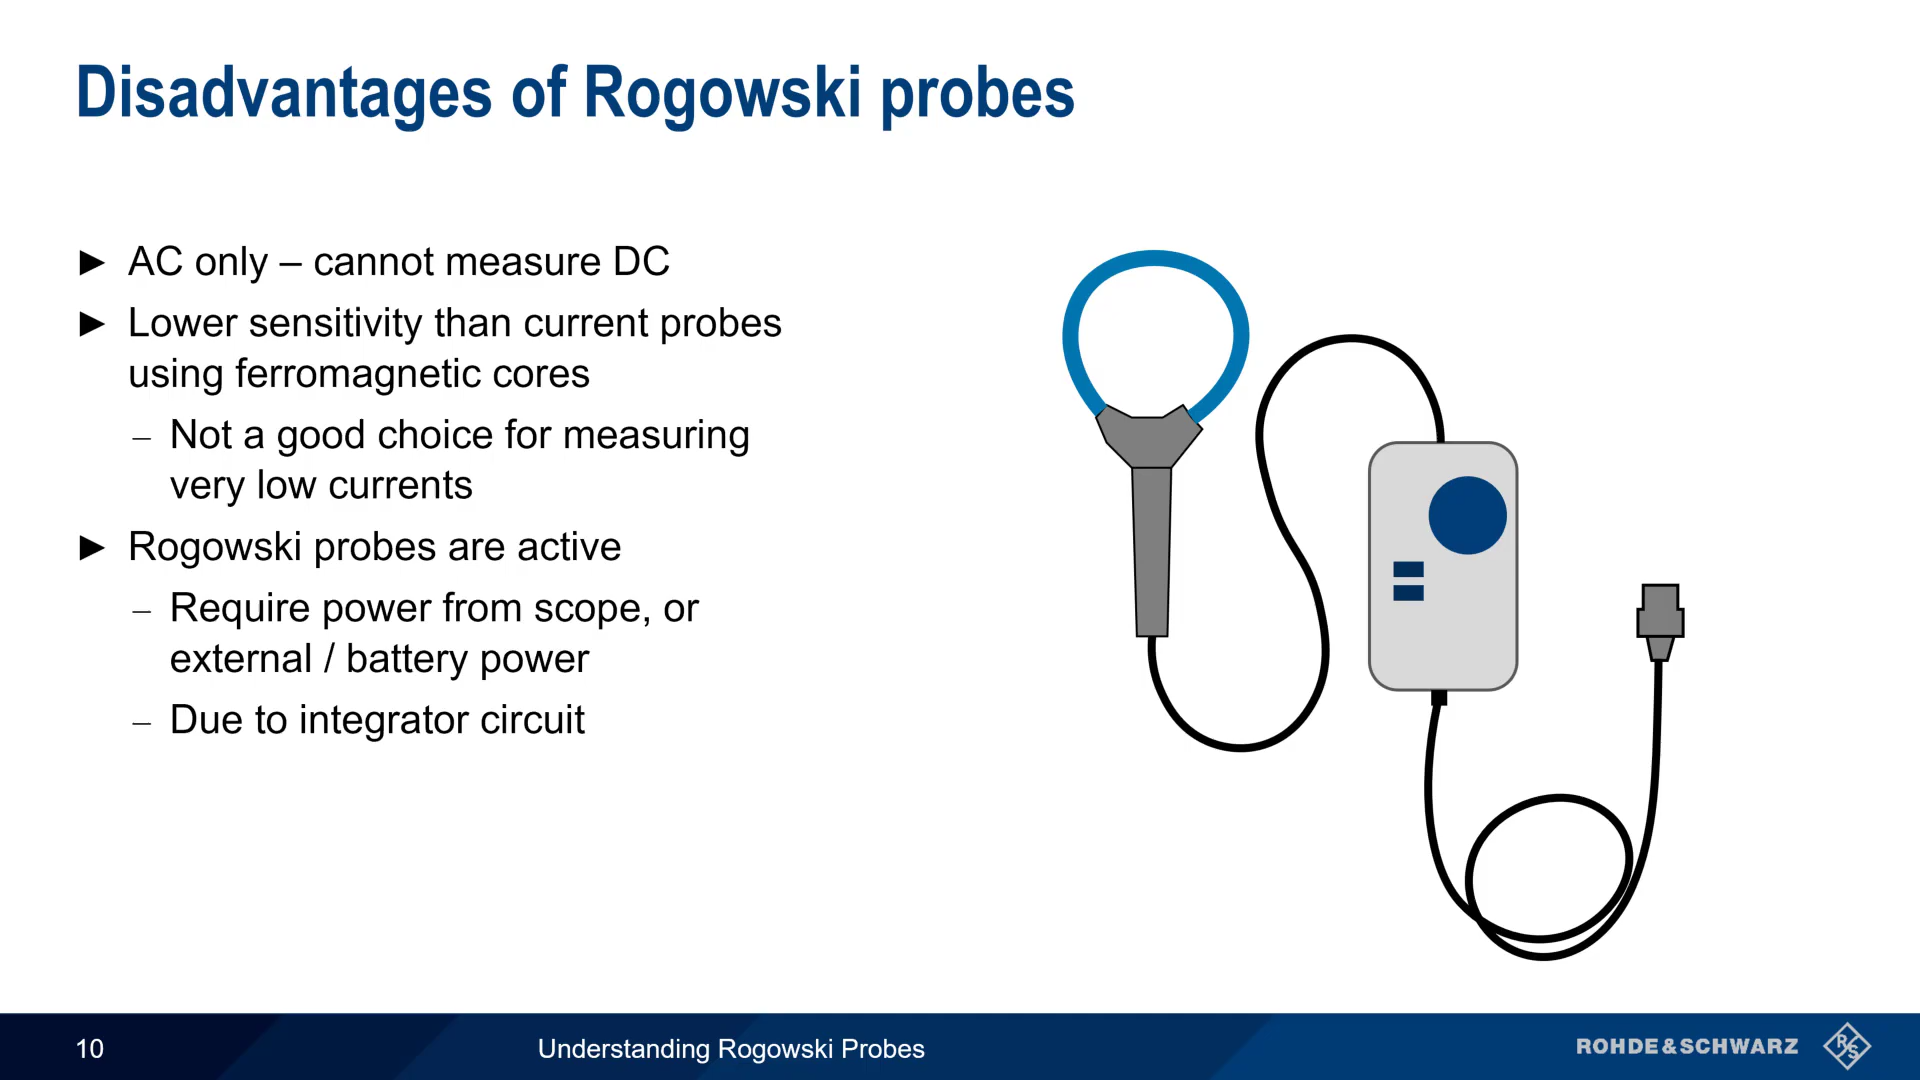 Disadvantages of Rogowski probes
► AC only – cannot measure DC
► Lower sensitivity than current probes
using ferromagnetic cores
– Not a good choice for measuring
very low currents
► Rogowski probes are active
– Require power from scope, or
external / battery power
– Due to integrator circuit
10
Understanding Rogowski Probes
ROHDE&SCHWARZ
R&S